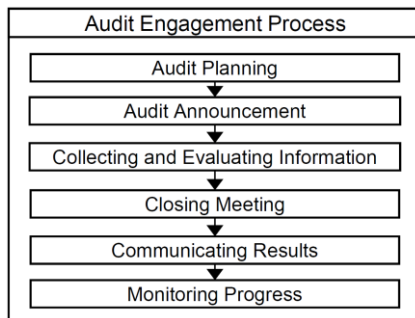 Audit Engagement Process
Audit Planning
Audit Announcement
Collecting and Evaluating Information
Closing Meeting
Communicating Results
Monitoring Progress